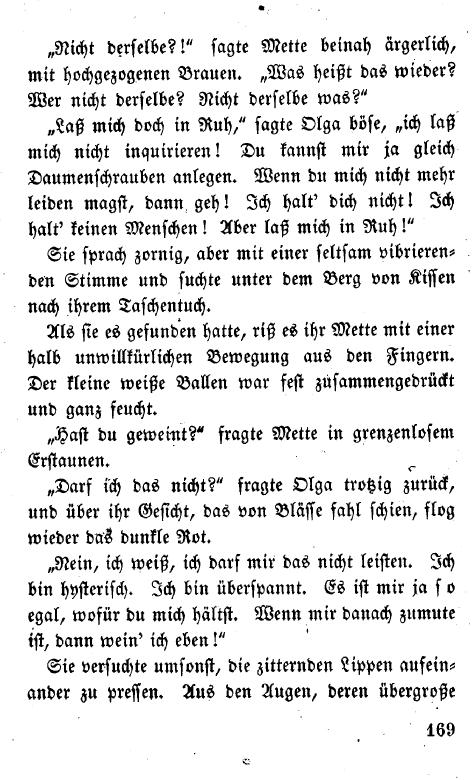 „Nicht derselbe?!“ sagte Mette beinah ärgerlich,
mit hochgezogenen Brauen. „Was heißt das wieder?
Wer nicht derselbe? Nicht derselbe was?“
„Laß mich doch in Ruh,“ sagte Olga böse, „ich laß
mich nicht inquirieren! Du kannst mir ja gleich
Daumenschrauben anlegen. Wenn du mich nicht mehr
leiden magst, dann geh! Ich halt’ dich nicht! Ich
halt’ keinen Menschen! Aber laß mich in Ruh!“
Sie sprach zornig, aber mit einer seltsam vibrieren-
den Stimme und suchte unter dem Berg von Kissen
nach ihrem Taschentuch.
Als sie es gefunden hatte, riß es ihr Mette mit einer
halb unwillkürlichen Bewegung aus den Fingern.
Der kleine weiße Ballen war fest zusammengedrückt
und ganz feucht.
„Hast du geweint?“ fragte Mette in grenzenlosem
Erstaunen.
„Darf ich das nicht?“ fragte Olga trotzig zurück,
und über ihr Gesicht, das von Blässe fahl schien, flog
wieder das dunkle Rot.
„Nein, ich weiß, ich darf mir das nicht leisten. Ich
bin hysterisch. Ich bin überspannt. Es ist mir ja so
egal, wofür du mich hältst. Wenn mir danach zumute
ist, dann wein’ ich eben!“
Sie versuchte umsonst, die zitternden Lippen aufein-
ander zu pressen. Aus den Augen, deren übergroße
169